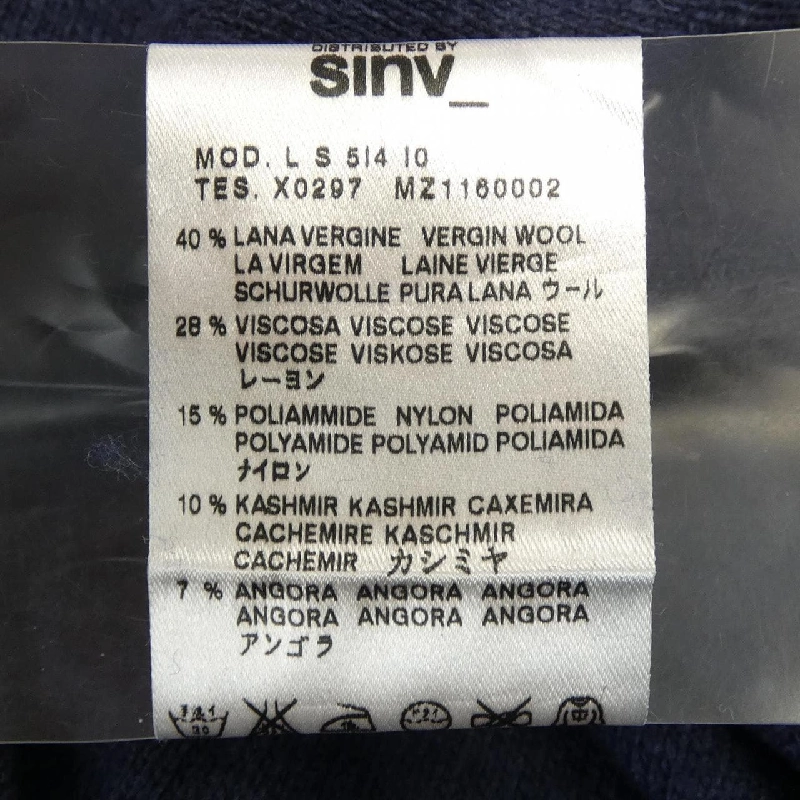 DISTRIBUTED BY
sinv_
MOD. L S 514 10
TES. X0297 MZ1160002
40 % LANA VERGINE VERGIN WOOL
LA VIRGEM LAINE VIERGE
SCHURWOLLE PURA LANA ウール
28 % VISCOSA VISCOSE VISCOSE
VISCOSE VISKOSE VISCOSA
レーヨン
15 % POLIAMMIDE NYLON POLIAMIDA
POLYAMIDE POLYAMID POLIAMIDA
ナイロン
10 % KASHMIR KASHMIR CAXEMIRA
CACHEMIRE KASCHMIR
CACHEMIR カシミヤ
7 % ANGORA ANGORA ANGORA
ANGORA ANGORA ANGORA
アンゴラ